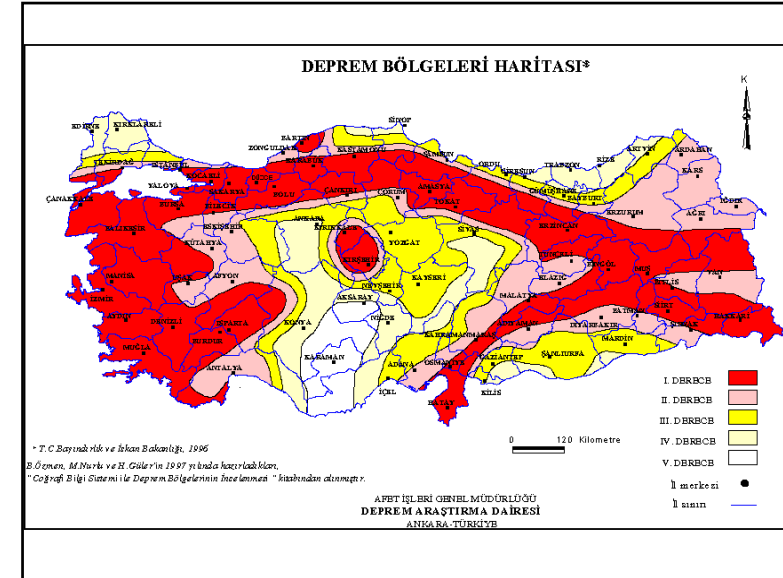 DEPREM BÖLGELERİ HARİTASI*
K
SİNOP
EDİRNE
KIRKLARELİ
BARTIN
ZONGULDAK
KASTAMONU
KARABÜK
SAMSUN
ORDU
GİRESUN
TRABZON
RİZE
ARTVİN
ARDAHAN
KARS
TEKİRDAĞ
İSTANBUL
KOCAELİ
YALOVA
SAKARYA
BOLU
ÇANKIRI
ÇORUM
AMASYA
TOKAT
GÜMÜŞHANE
BAYBURT
ERZURUM
AĞRI
IĞDIR
ÇANAKKALE
BURSA
BİLECİK
BALIKESİR
ESKİŞEHİR
ANKARA
KIRIKKALE
YOZGAT
SİVAS
ERZİNCAN
KÜTAHYA
KIRŞEHİR
TUNCELİ
BİNGÖL
MUŞ
BİTLİS
VAN
MANİSA
UŞAK
AFYON
NEVŞEHİR
KAYSERİ
ELAZIĞ
MALATYA
İZMİR
AKSARAY
NİĞDE
AYDIN
DENİZLİ
ISPARTA
BURDUR
KONYA
KAHRAMANMARAŞ
ADIYAMAN
DİYARBAKIR
BATMAN
SİİRT
ŞIRNAK
HAKKARİ
MUĞLA
ANTALYA
KARAMAN
ADANA
OSMANİYE
GAZİANTEP
ŞANLIURFA
MARDİN
İÇEL
KİLİS
HATAY
I. DERECE
II. DERECE
III. DERECE
IV. DERECE
V. DERECE
İl merkezi
İl sınırı
0 120 Kilometre
* T.C.Bayındırlık ve İskan Bakanlığı, 1996
B.Özmen, M.Nurlu ve H.Güler'in 1997 yılında hazırladıkları,
"Coğrafi Bilgi Sistemi ile Deprem Bölgelerinin İncelenmesi" kitabından alınmıştır.
AFET İŞLERİ GENEL MÜDÜRLÜĞÜ
DEPREM ARAŞTIRMA DAİRESİ
ANKARA-TÜRKİYE